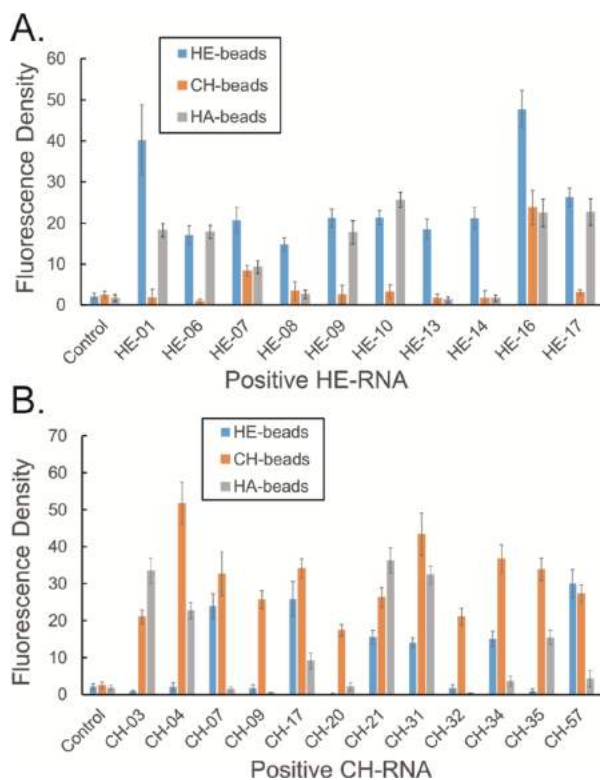 A.
HE-beads
CH-beads
HA-beads
Fluorescence Density
60
50
40
30
20
10
0
Control
HE-01
HE-06
HE-07
HE-08
HE-09
HE-10
HE-13
HE-14
HE-16
HE-17
Positive HE-RNA
B.
HE-beads
CH-beads
HA-beads
Fluorescence Density
70
60
50
40
30
20
10
0
Control
CH-03
CH-04
CH-07
CH-09
CH-17
CH-20
CH-21
CH-31
CH-32
CH-34
CH-35
CH-57
Positive CH-RNA